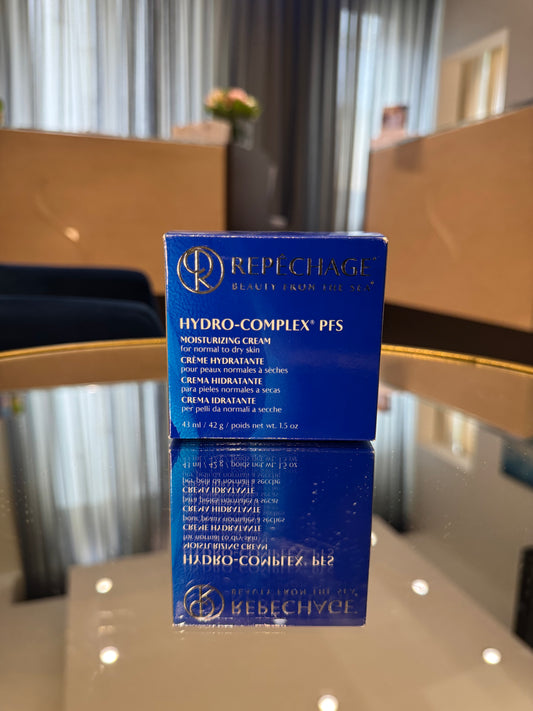 REPÊCHAGE®
BEAUTY FROM THE SEA®
HYDRO-COMPLEX® PFS
MOISTURIZING CREAM
for normal to dry skin
CRÈME HYDRATANTE
pour peaux normales à sèches
CREMA HIDRATANTE
para pieles normales a secas
CREMA IDRATANTE
per pelli da normali a secche
43 ml / 42 g / poids net wt. 1.5 oz